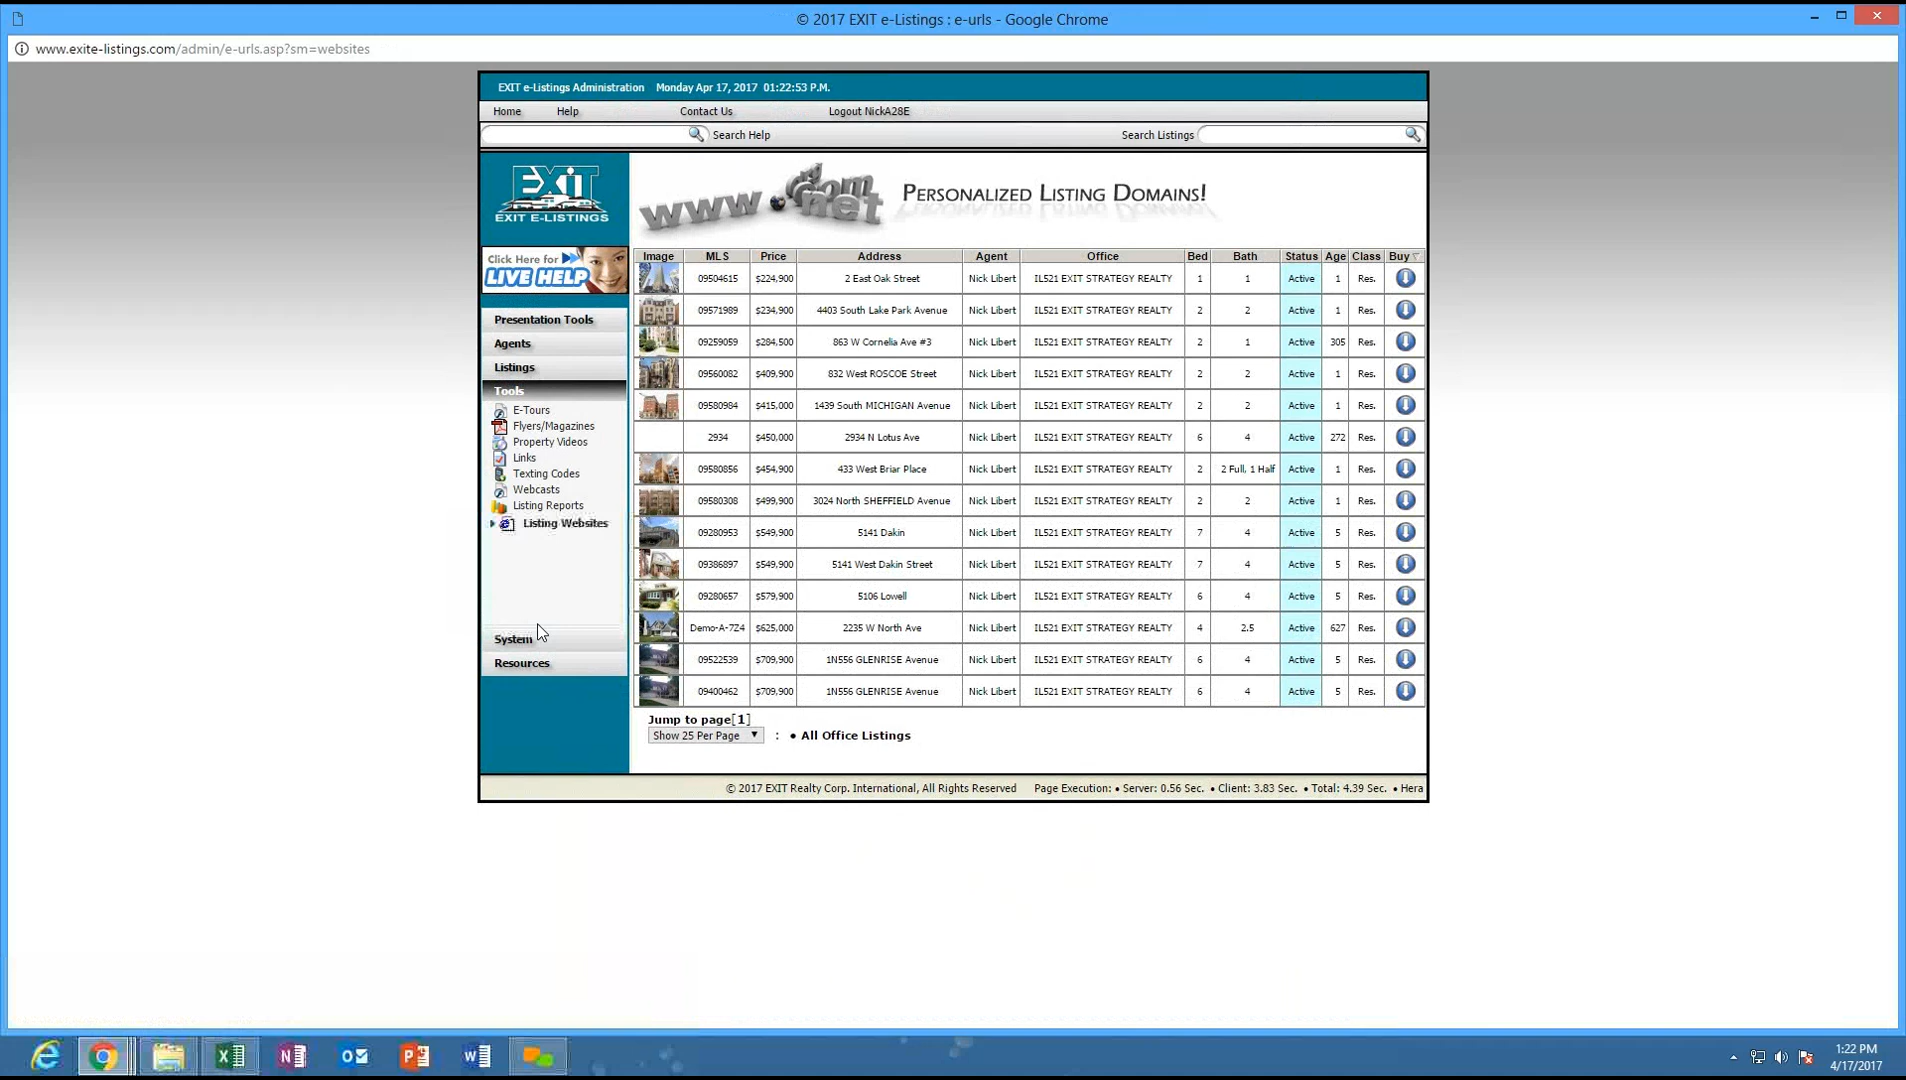 © 2017 EXIT e-Listings : e-urls - Google Chrome
www.exite-listings.com/admin/e-urls.asp?sm=websites
EXIT e-Listings Administration Monday Apr 17, 2017 01:22:53 P.M.
Home Help Contact Us Logout NickA28E
Search Help Search Listings
EXIT
EXIT E-LISTINGS
www .com .org .net PERSONALIZED LISTING DOMAINS!
Click Here for
LIVE HELP
Presentation Tools
Agents
Listings
Tools
E-Tours
Flyers/Magazines
Property Videos
Links
Texting Codes
Webcasts
Listing Reports
Listing Websites
System
Resources
Image MLS Price Address Agent Office Bed Bath Status Age Class Buy
09504615 $224,900 2 East Oak Street Nick Libert IL521 EXIT STRATEGY REALTY 1 1 Active 1 Res.
09571989 $234,900 4403 South Lake Park Avenue Nick Libert IL521 EXIT STRATEGY REALTY 2 2 Active 1 Res.
09259059 $284,500 863 W Cornelia Ave #3 Nick Libert IL521 EXIT STRATEGY REALTY 2 1 Active 305 Res.
09560082 $409,900 832 West ROSCOE Street Nick Libert IL521 EXIT STRATEGY REALTY 2 2 Active 1 Res.
09580984 $415,000 1439 South MICHIGAN Avenue Nick Libert IL521 EXIT STRATEGY REALTY 2 2 Active 1 Res.
2934 $450,000 2934 N Lotus Ave Nick Libert IL521 EXIT STRATEGY REALTY 6 4 Active 272 Res.
09580856 $454,900 433 West Briar Place Nick Libert IL521 EXIT STRATEGY REALTY 2 2 Full, 1 Half Active 1 Res.
09580308 $499,900 3024 North SHEFFIELD Avenue Nick Libert IL521 EXIT STRATEGY REALTY 2 2 Active 1 Res.
09280953 $549,900 5141 Dakin Nick Libert IL521 EXIT STRATEGY REALTY 7 4 Active 5 Res.
09386897 $549,900 5141 West Dakin Street Nick Libert IL521 EXIT STRATEGY REALTY 7 4 Active 5 Res.
09280657 $579,900 5106 Lowell Nick Libert IL521 EXIT STRATEGY REALTY 6 4 Active 5 Res.
Demo-A-7Z4 $625,000 2235 W North Ave Nick Libert IL521 EXIT STRATEGY REALTY 4 2.5 Active 627 Res.
09522539 $709,900 1N556 GLENRISE Avenue Nick Libert IL521 EXIT STRATEGY REALTY 6 4 Active 5 Res.
09400462 $709,900 1N556 GLENRISE Avenue Nick Libert IL521 EXIT STRATEGY REALTY 6 4 Active 5 Res.
Jump to page[1]
Show 25 Per Page : • All Office Listings
© 2017 EXIT Realty Corp. International, All Rights Reserved Page Execution: • Server: 0.56 Sec. • Client: 3.83 Sec. • Total: 4.39 Sec. • Hera
1:22 PM
4/17/2017